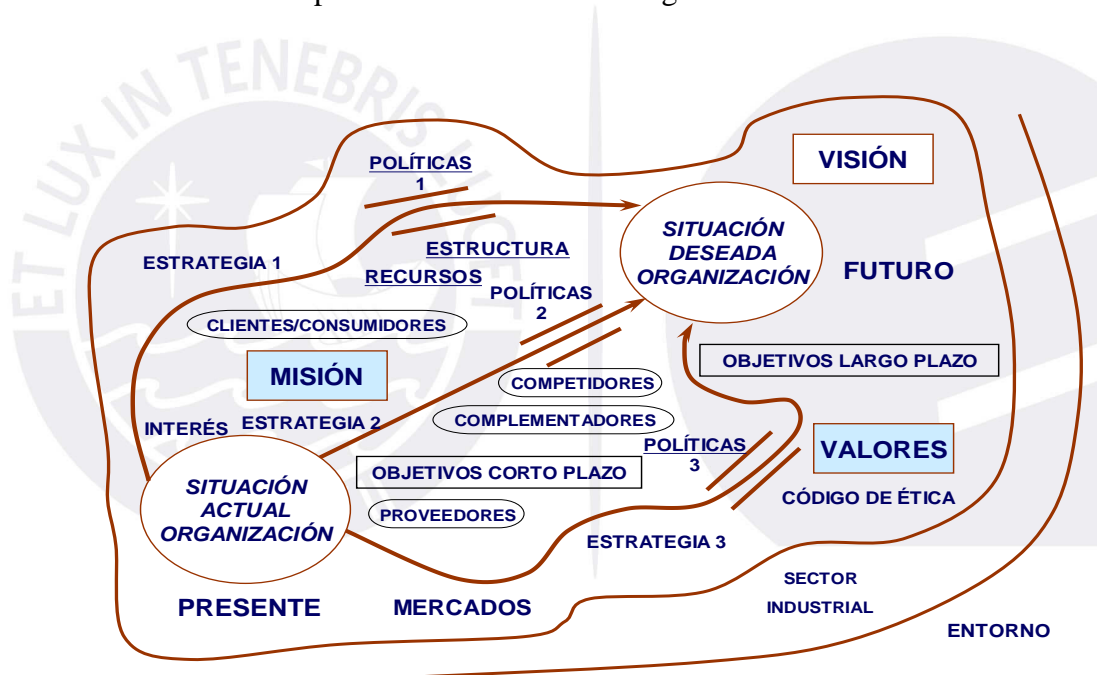 ET LUX IN TENEBRIS LUCET
POLÍTICAS
1
VISIÓN
SITUACIÓN
DESEADA
ORGANIZACIÓN
ESTRUCTURA
ESTRATEGIA 1
RECURSOS
FUTURO
POLÍTICAS
2
CLIENTES/CONSUMIDORES
OBJETIVOS LARGO PLAZO
MISIÓN
COMPETIDORES
INTERÉS
ESTRATEGIA 2
COMPLEMENTADORES
POLÍTICAS
3
VALORES
OBJETIVOS CORTO PLAZO
SITUACIÓN
ACTUAL
ORGANIZACIÓN
CÓDIGO DE ÉTICA
PROVEEDORES
ESTRATEGIA 3
SECTOR
INDUSTRIAL
PRESENTE
MERCADOS
ENTORNO